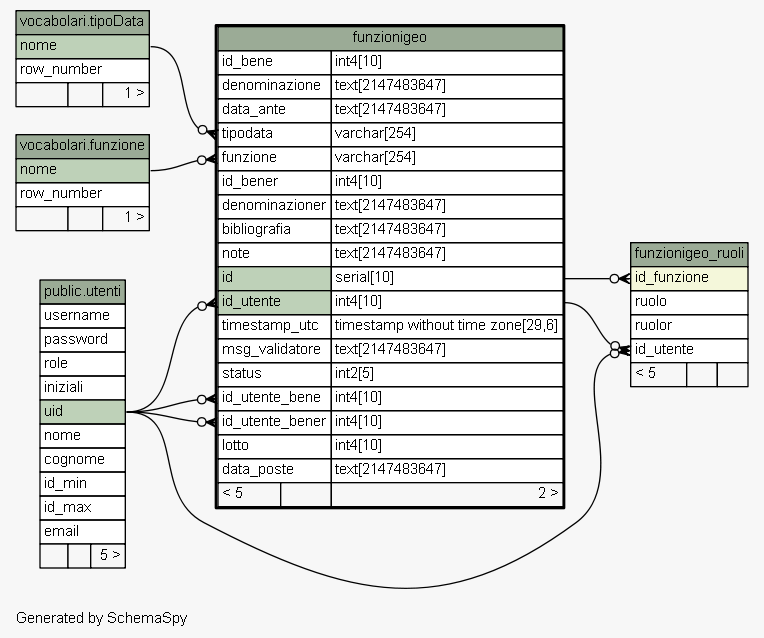 vocabolari.tipoData
nome
row_number
1 >
vocabolari.funzione
nome
row_number
1 >
public.utenti
username
password
role
iniziali
uid
nome
cognome
id_min
id_max
email
5 >
funzionigeo
id_bene int4[10]
denominazione text[2147483647]
data_ante text[2147483647]
tipodata varchar[254]
funzione varchar[254]
id_bener int4[10]
denominazioner text[2147483647]
bibliografia text[2147483647]
note text[2147483647]
id serial[10]
id_utente int4[10]
timestamp_utc timestamp without time zone[29,6]
msg_validatore text[2147483647]
status int2[5]
id_utente_bene int4[10]
id_utente_bener int4[10]
lotto int4[10]
data_poste text[2147483647]
< 5 2 >
funzionigeo_ruoli
id_funzione
ruolo
ruolor
id_utente
< 5
Generated by SchemaSpy